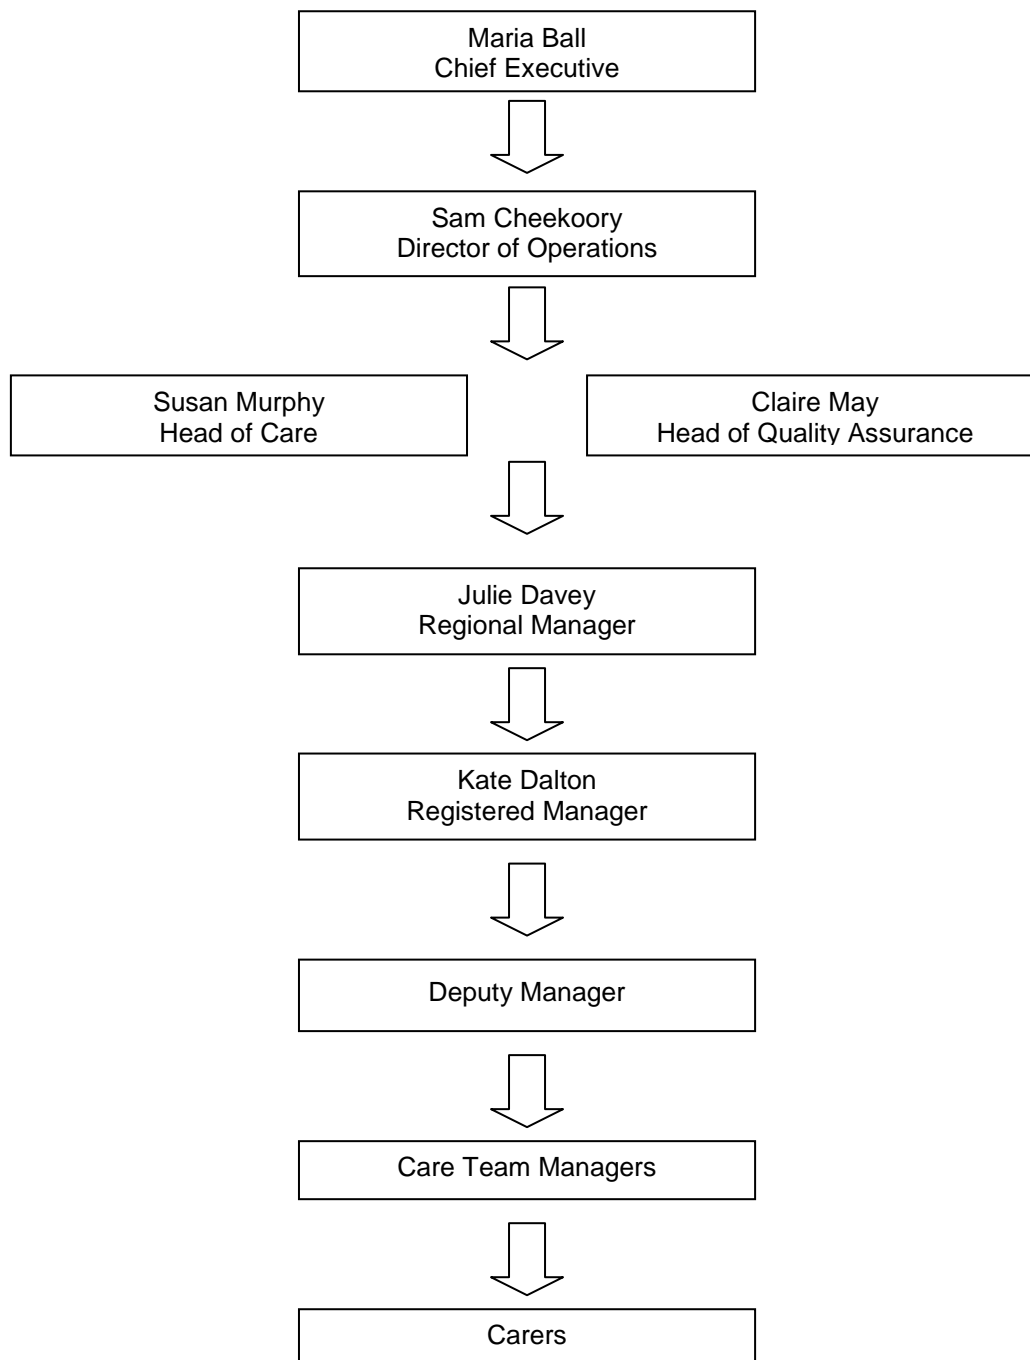 Maria Ball
Chief Executive
Sam Cheekoory
Director of Operations
Susan Murphy
Head of Care
Claire May
Head of Quality Assurance
Julie Davey
Regional Manager
Kate Dalton
Registered Manager
Deputy Manager
Care Team Managers
Carers